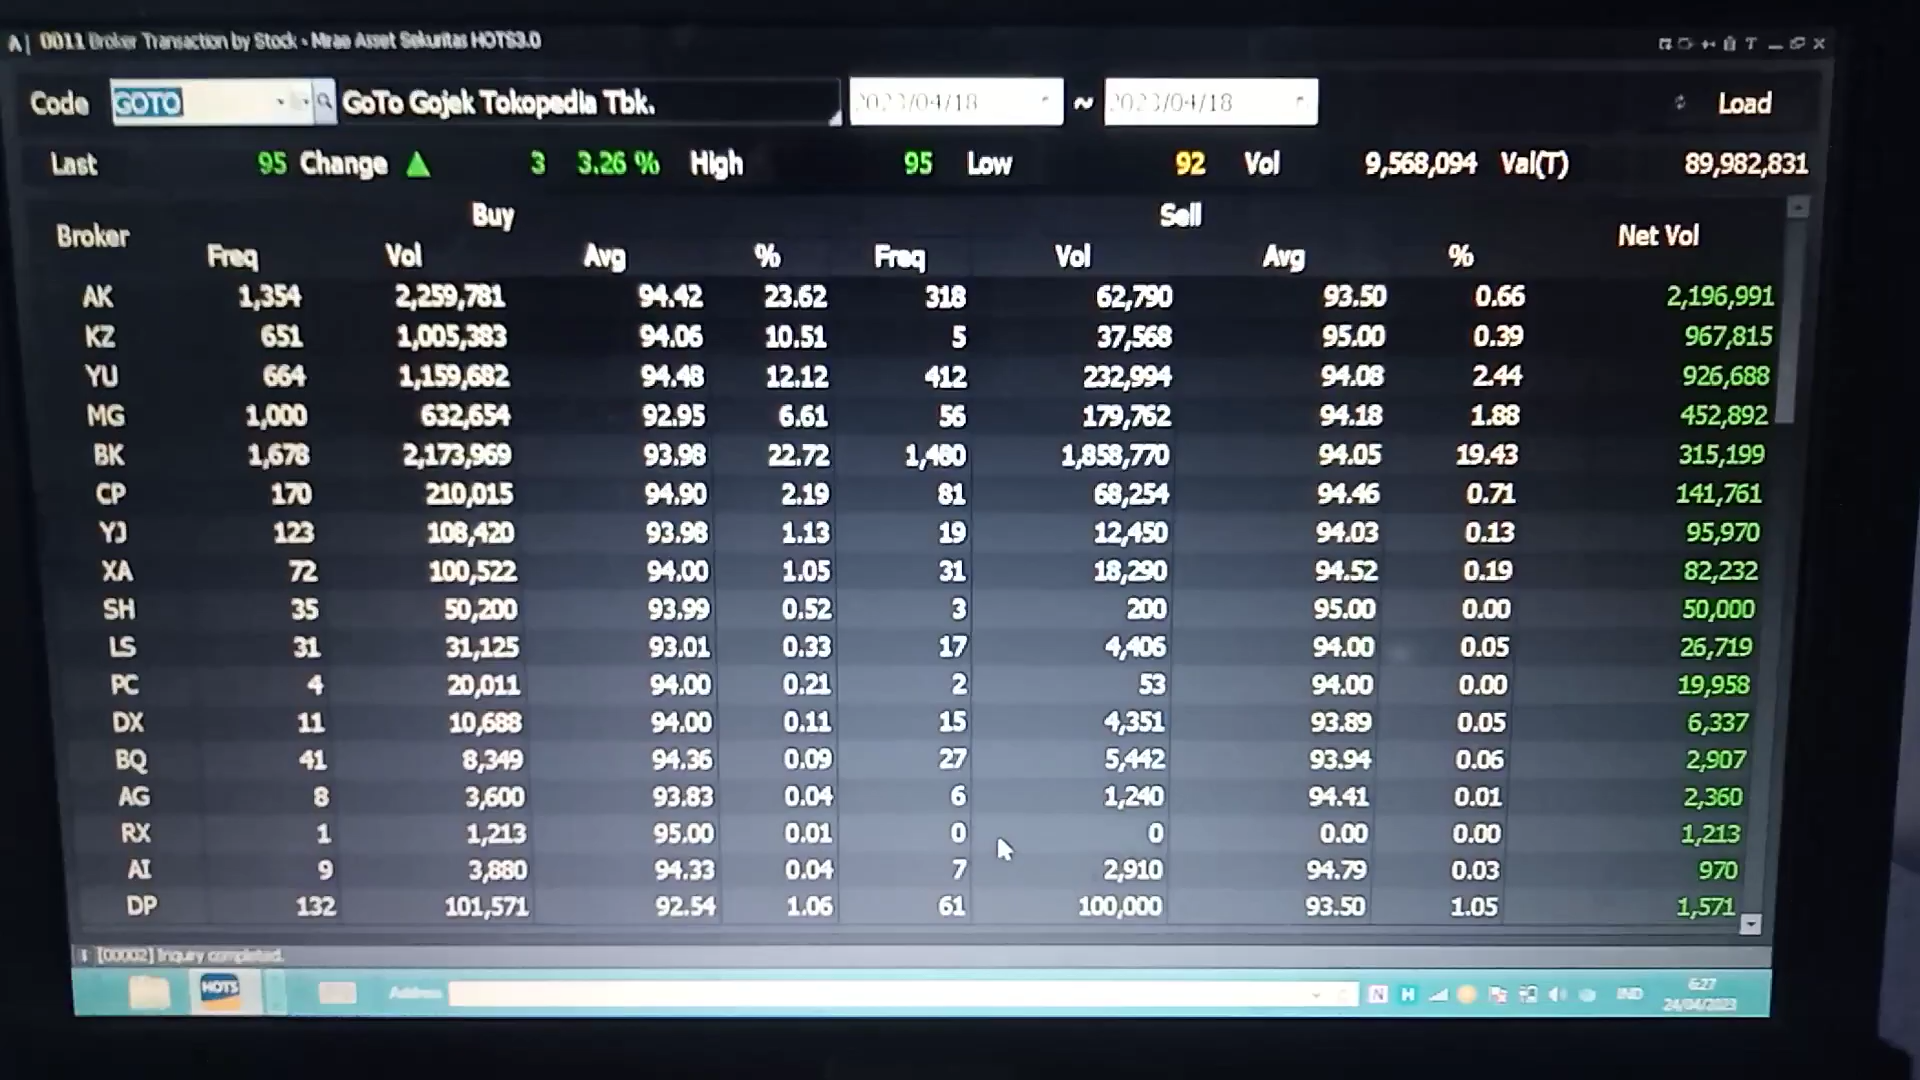 0011 Broker Transaction by Stock - Mirae Asset Sekuritas HOTS3.0
Code GOTO GoTo Gojek Tokopedia Tbk. 2023/04/18 ~ 2023/04/18 Load
Last 95 Change ▲ 3 3.26 % High 95 Low 92 Vol 9,568,094 Val(T) 89,982,831
Broker Buy Sell Net Vol
Freq Vol Avg % Freq Vol Avg %
AK 1,354 2,259,781 94.42 23.62 318 62,790 93.50 0.66 2,196,991
KZ 651 1,005,383 94.06 10.51 5 37,568 95.00 0.39 967,815
YU 664 1,159,682 94.48 12.12 412 232,994 94.08 2.44 926,688
MG 1,000 632,654 92.95 6.61 56 179,762 94.18 1.88 452,892
BK 1,678 2,173,969 93.98 22.72 1,480 1,858,770 94.05 19.43 315,199
CP 170 210,015 94.90 2.19 81 68,254 94.46 0.71 141,761
YJ 123 108,420 93.98 1.13 19 12,450 94.03 0.13 95,970
XA 72 100,522 94.00 1.05 31 18,290 94.52 0.19 82,232
SH 35 50,200 93.99 0.52 3 200 95.00 0.00 50,000
LS 31 31,125 93.01 0.33 17 4,406 94.00 0.05 26,719
PC 4 20,011 94.00 0.21 2 53 94.00 0.00 19,958
DX 11 10,688 94.00 0.11 15 4,351 93.89 0.05 6,337
BQ 41 8,349 94.36 0.09 27 5,442 93.94 0.06 2,907
AG 8 3,600 93.83 0.04 6 1,240 94.41 0.01 2,360
RX 1 1,213 95.00 0.01 0 0 0.00 0.00 1,213
AI 9 3,880 94.33 0.04 7 2,910 94.79 0.03 970
DP 132 101,571 92.54 1.06 61 100,000 93.50 1.05 1,571
[00002] Inquiry completed.
HOTS Address N H IND 6:27
24/04/2023